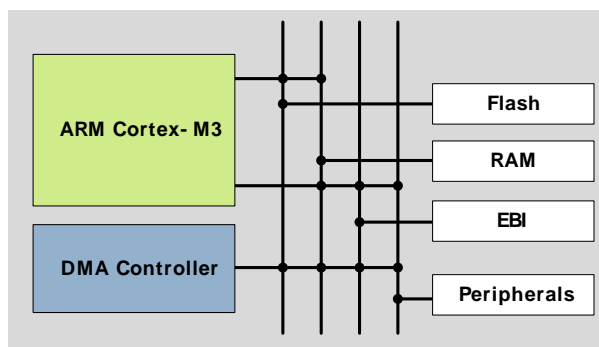 ARM Cortex- M3
DMA Controller
Flash
RAM
EBI
Peripherals